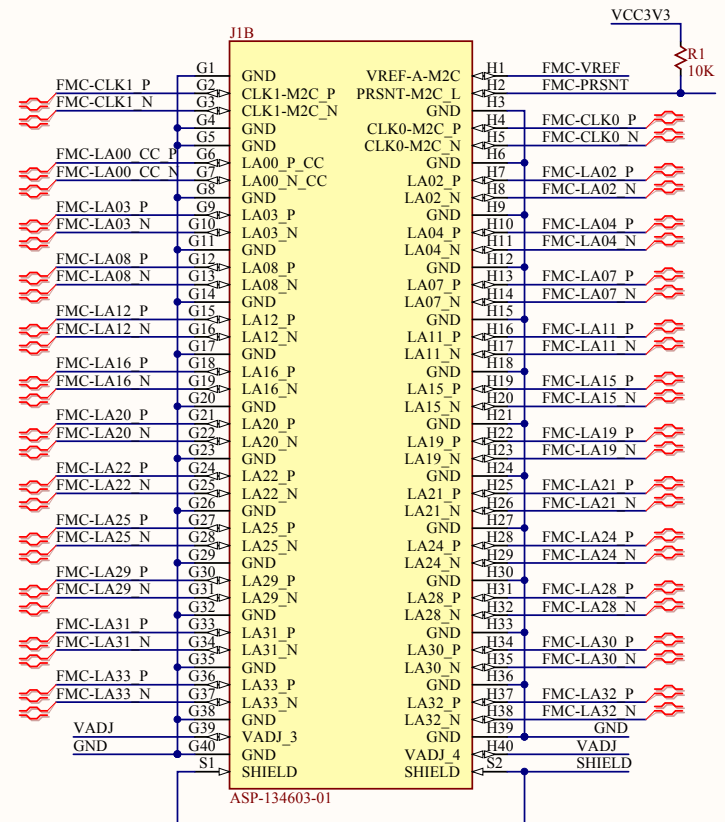 VCC3V3
J1B
R1
10K
G1 GND VREF-A-M2C H1 FMC-VREF
FMC-CLK1_P G2 CLK1-M2C_P PRSNT-M2C_L H2 FMC-PRSNT
FMC-CLK1_N G3 CLK1-M2C_N GND H3
G4 GND CLK0-M2C_P H4 FMC-CLK0_P
G5 GND CLK0-M2C_N H5 FMC-CLK0_N
FMC-LA00_CC_P G6 LA00_P_CC GND H6
FMC-LA00_CC_N G7 LA00_N_CC LA02_P H7 FMC-LA02_P
G8 GND LA02_N H8 FMC-LA02_N
FMC-LA03_P G9 LA03_P GND H9
FMC-LA03_N G10 LA03_N LA04_P H10 FMC-LA04_P
G11 GND LA04_N H11 FMC-LA04_N
FMC-LA08_P G12 LA08_P GND H12
FMC-LA08_N G13 LA08_N LA07_P H13 FMC-LA07_P
G14 GND LA07_N H14 FMC-LA07_N
FMC-LA12_P G15 LA12_P GND H15
FMC-LA12_N G16 LA12_N LA11_P H16 FMC-LA11_P
G17 GND LA11_N H17 FMC-LA11_N
FMC-LA16_P G18 LA16_P GND H18
FMC-LA16_N G19 LA16_N LA15_P H19 FMC-LA15_P
G20 GND LA15_N H20 FMC-LA15_N
FMC-LA20_P G21 LA20_P GND H21
FMC-LA20_N G22 LA20_N LA19_P H22 FMC-LA19_P
G23 GND LA19_N H23 FMC-LA19_N
FMC-LA22_P G24 LA22_P GND H24
FMC-LA22_N G25 LA22_N LA21_P H25 FMC-LA21_P
G26 GND LA21_N H26 FMC-LA21_N
FMC-LA25_P G27 LA25_P GND H27
FMC-LA25_N G28 LA25_N LA24_P H28 FMC-LA24_P
G29 GND LA24_N H29 FMC-LA24_N
FMC-LA29_P G30 LA29_P GND H30
FMC-LA29_N G31 LA29_N LA28_P H31 FMC-LA28_P
G32 GND LA28_N H32 FMC-LA28_N
FMC-LA31_P G33 LA31_P GND H33
FMC-LA31_N G34 LA31_N LA30_P H34 FMC-LA30_P
G35 GND LA30_N H35 FMC-LA30_N
FMC-LA33_P G36 LA33_P GND H36
FMC-LA33_N G37 LA33_N LA32_P H37 FMC-LA32_P
G38 GND LA32_N H38 FMC-LA32_N
VADJ G39 VADJ_3 GND H39 GND
GND G40 GND VADJ_4 H40 VADJ
S1 SHIELD SHIELD S2 SHIELD
ASP-134603-01